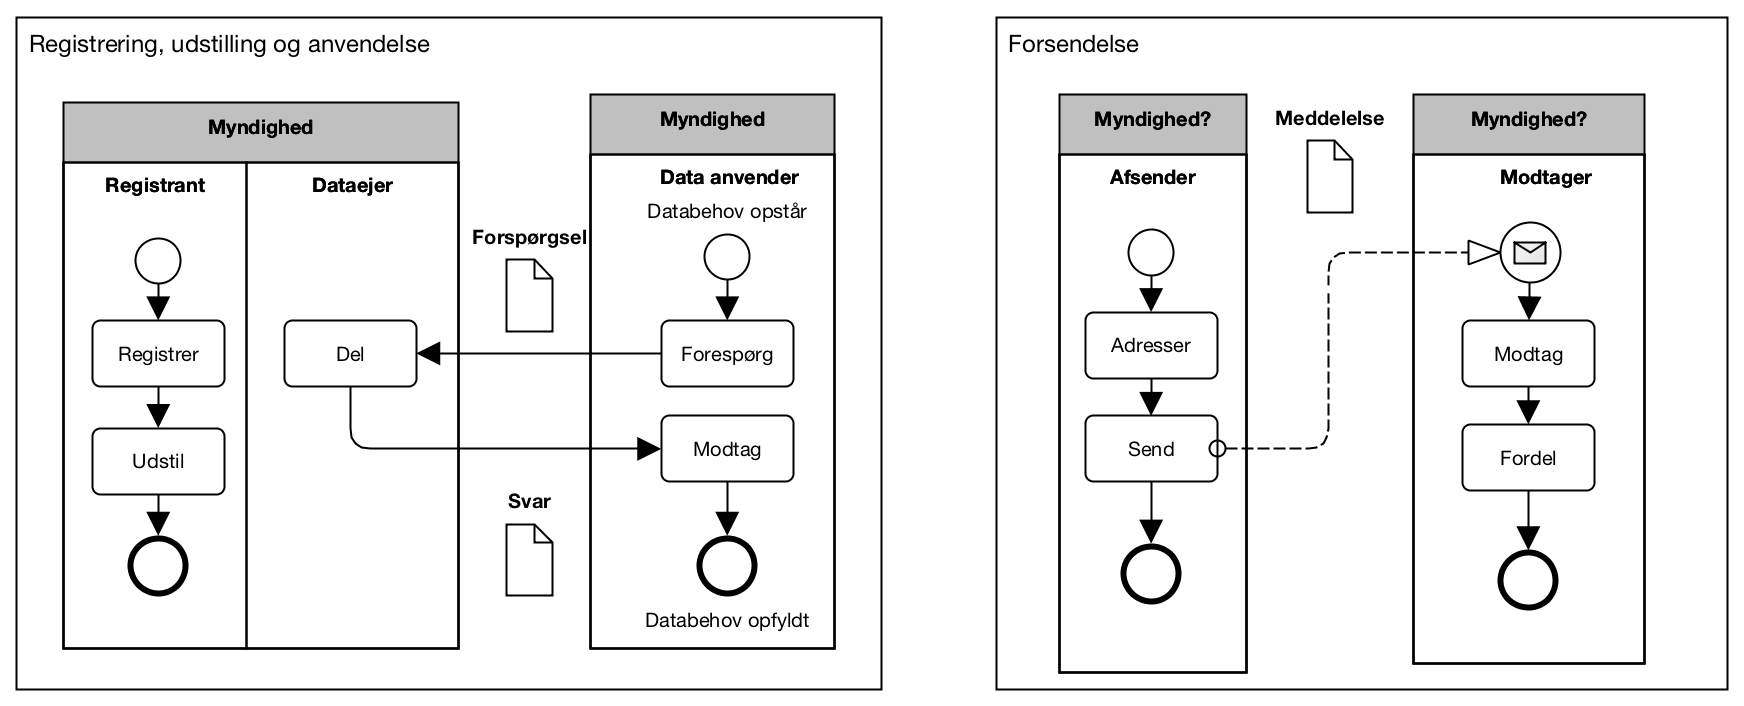 Registrering, udstilling og anvendelse
Myndighed
Registrant
Dataejer
Registrer
Udstil
Del
Forspørgsel
Svar
Myndighed
Data anvender
Databehov opstår
Forespørg
Modtag
Databehov opfyldt
Forsendelse
Myndighed?
Afsender
Adresser
Send
Meddelelse
Myndighed?
Modtager
Modtag
Fordel